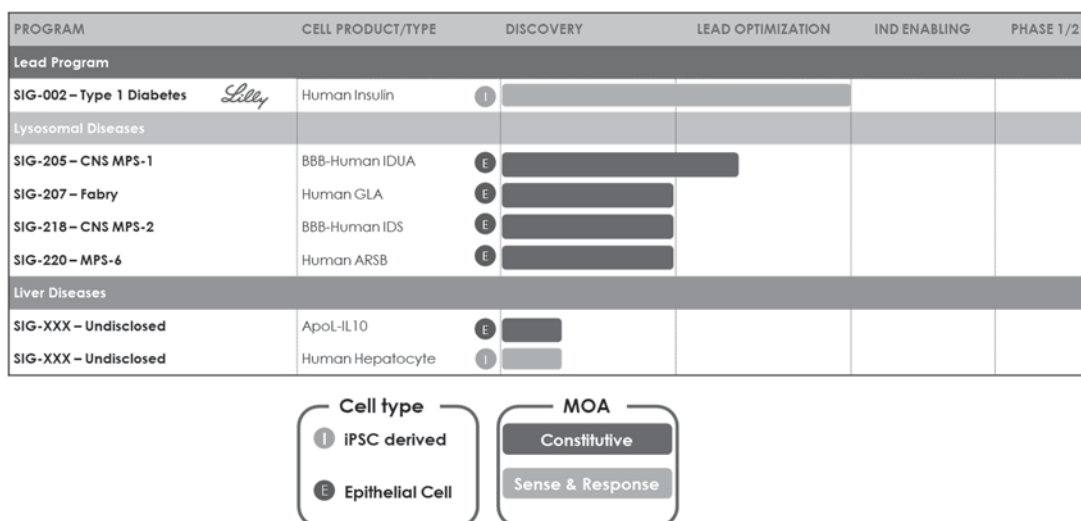 PROGRAM CELL PRODUCT/TYPE DISCOVERY LEAD OPTIMIZATION IND ENABLING PHASE 1/2
Lead Program
SIG-002 – Type 1 Diabetes Lilly Human Insulin I
Lysosomal Diseases
SIG-205 – CNS MPS-1 BBB-Human IDUA E
SIG-207 – Fabry Human GLA E
SIG-218 – CNS MPS-2 BBB-Human IDS E
SIG-220 – MPS-6 Human ARSB E
Liver Diseases
SIG-XXX – Undisclosed ApoL-IL10 E
SIG-XXX – Undisclosed Human Hepatocyte I
Cell type
I iPSC derived
E Epithelial Cell
MOA
Constitutive
Sense & Response